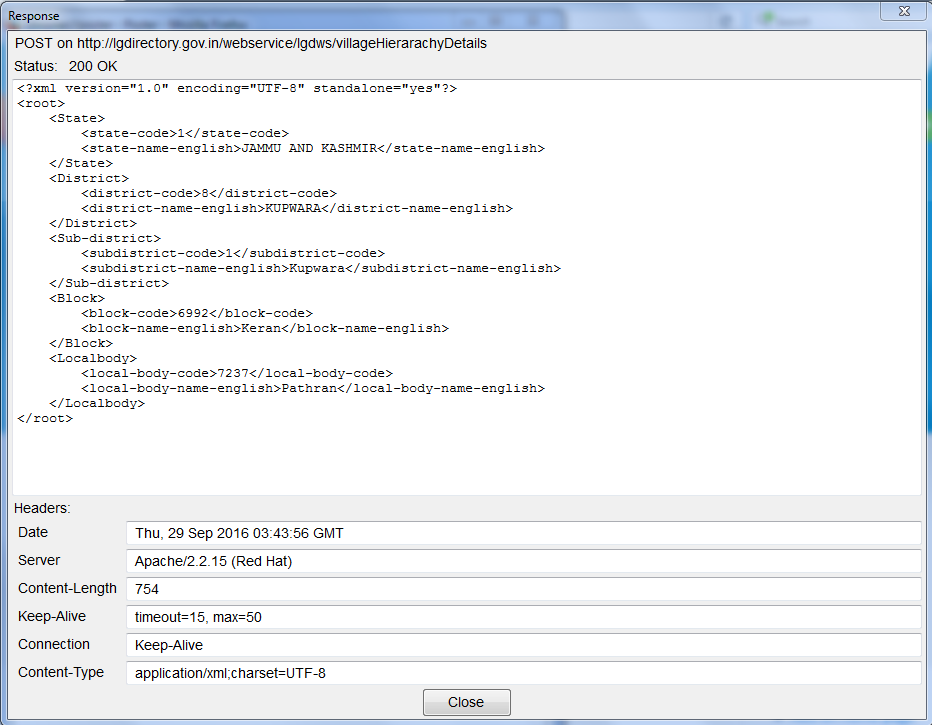 Response
POST on http://lgdirectory.gov.in/webservice/lgdws/villageHierarachyDetails
Status: 200 OK
<?xml version="1.0" encoding="UTF-8" standalone="yes"?>
<root>
    <State>
        <state-code>1</state-code>
        <state-name-english>JAMMU AND KASHMIR</state-name-english>
    </State>
    <District>
        <district-code>8</district-code>
        <district-name-english>KUPWARA</district-name-english>
    </District>
    <Sub-district>
        <subdistrict-code>1</subdistrict-code>
        <subdistrict-name-english>Kupwara</subdistrict-name-english>
    </Sub-district>
    <Block>
        <block-code>6992</block-code>
        <block-name-english>Keran</block-name-english>
    </Block>
    <Localbody>
        <local-body-code>7237</local-body-code>
        <local-body-name-english>Pathran</local-body-name-english>
    </Localbody>
</root>
Headers:
Date Thu, 29 Sep 2016 03:43:56 GMT
Server Apache/2.2.15 (Red Hat)
Content-Length 754
Keep-Alive timeout=15, max=50
Connection Keep-Alive
Content-Type application/xml;charset=UTF-8
Close